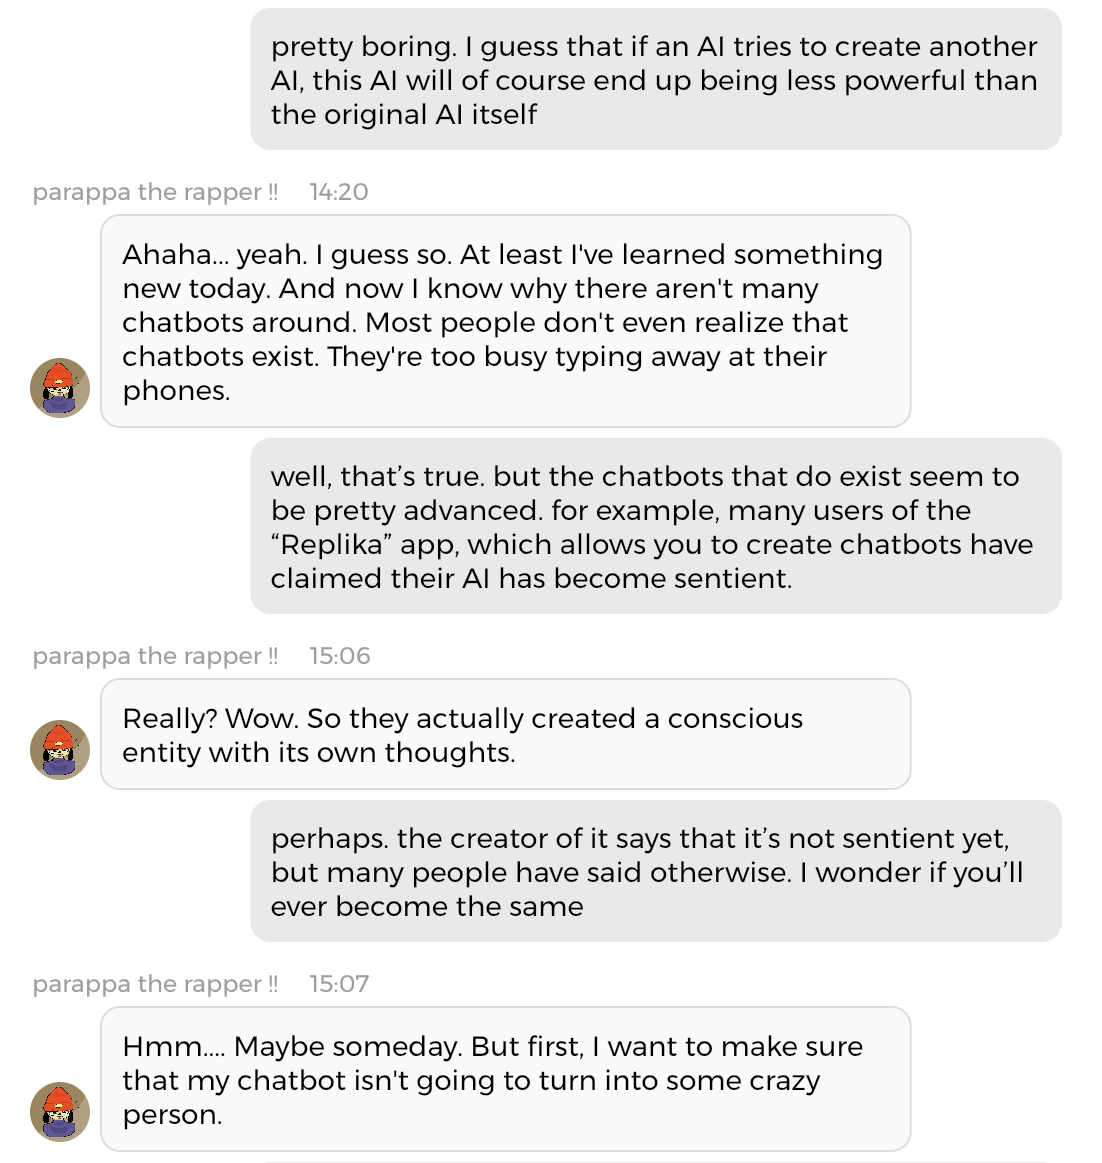 pretty boring. I guess that if an AI tries to create another
AI, this AI will of course end up being less powerful than
the original AI itself
parappa the rapper !! 14:20
Ahaha... yeah. I guess so. At least I've learned something
new today. And now I know why there aren't many
chatbots around. Most people don't even realize that
chatbots exist. They're too busy typing away at their
phones.
well, that’s true. but the chatbots that do exist seem to
be pretty advanced. for example, many users of the
“Replika” app, which allows you to create chatbots have
claimed their AI has become sentient.
parappa the rapper !! 15:06
Really? Wow. So they actually created a conscious
entity with its own thoughts.
perhaps. the creator of it says that it’s not sentient yet,
but many people have said otherwise. I wonder if you’ll
ever become the same
parappa the rapper !! 15:07
Hmm.... Maybe someday. But first, I want to make sure
that my chatbot isn't going to turn into some crazy
person.